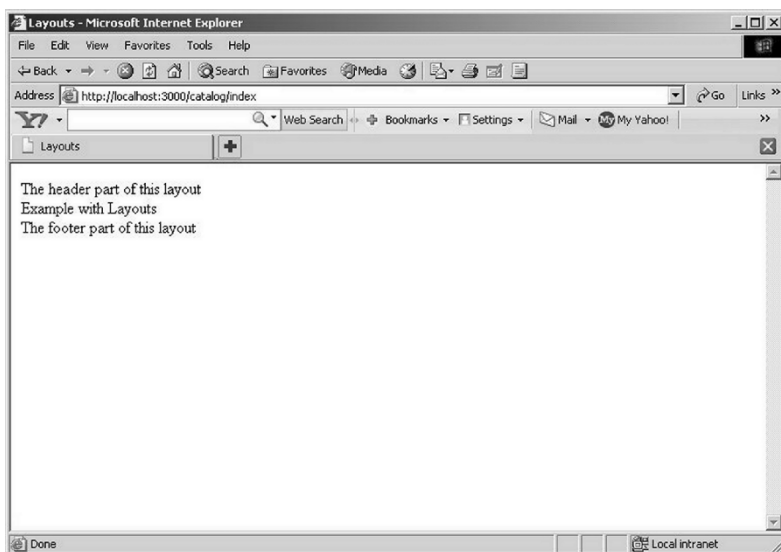 Layouts - Microsoft Internet Explorer
File Edit View Favorites Tools Help
Back Search Favorites Media
Address http://localhost:3000/catalog/index Go Links »
Y7 Web Search Bookmarks Settings Mail My My Yahoo! »
Layouts
The header part of this layout
Example with Layouts
The footer part of this layout
Done Local intranet